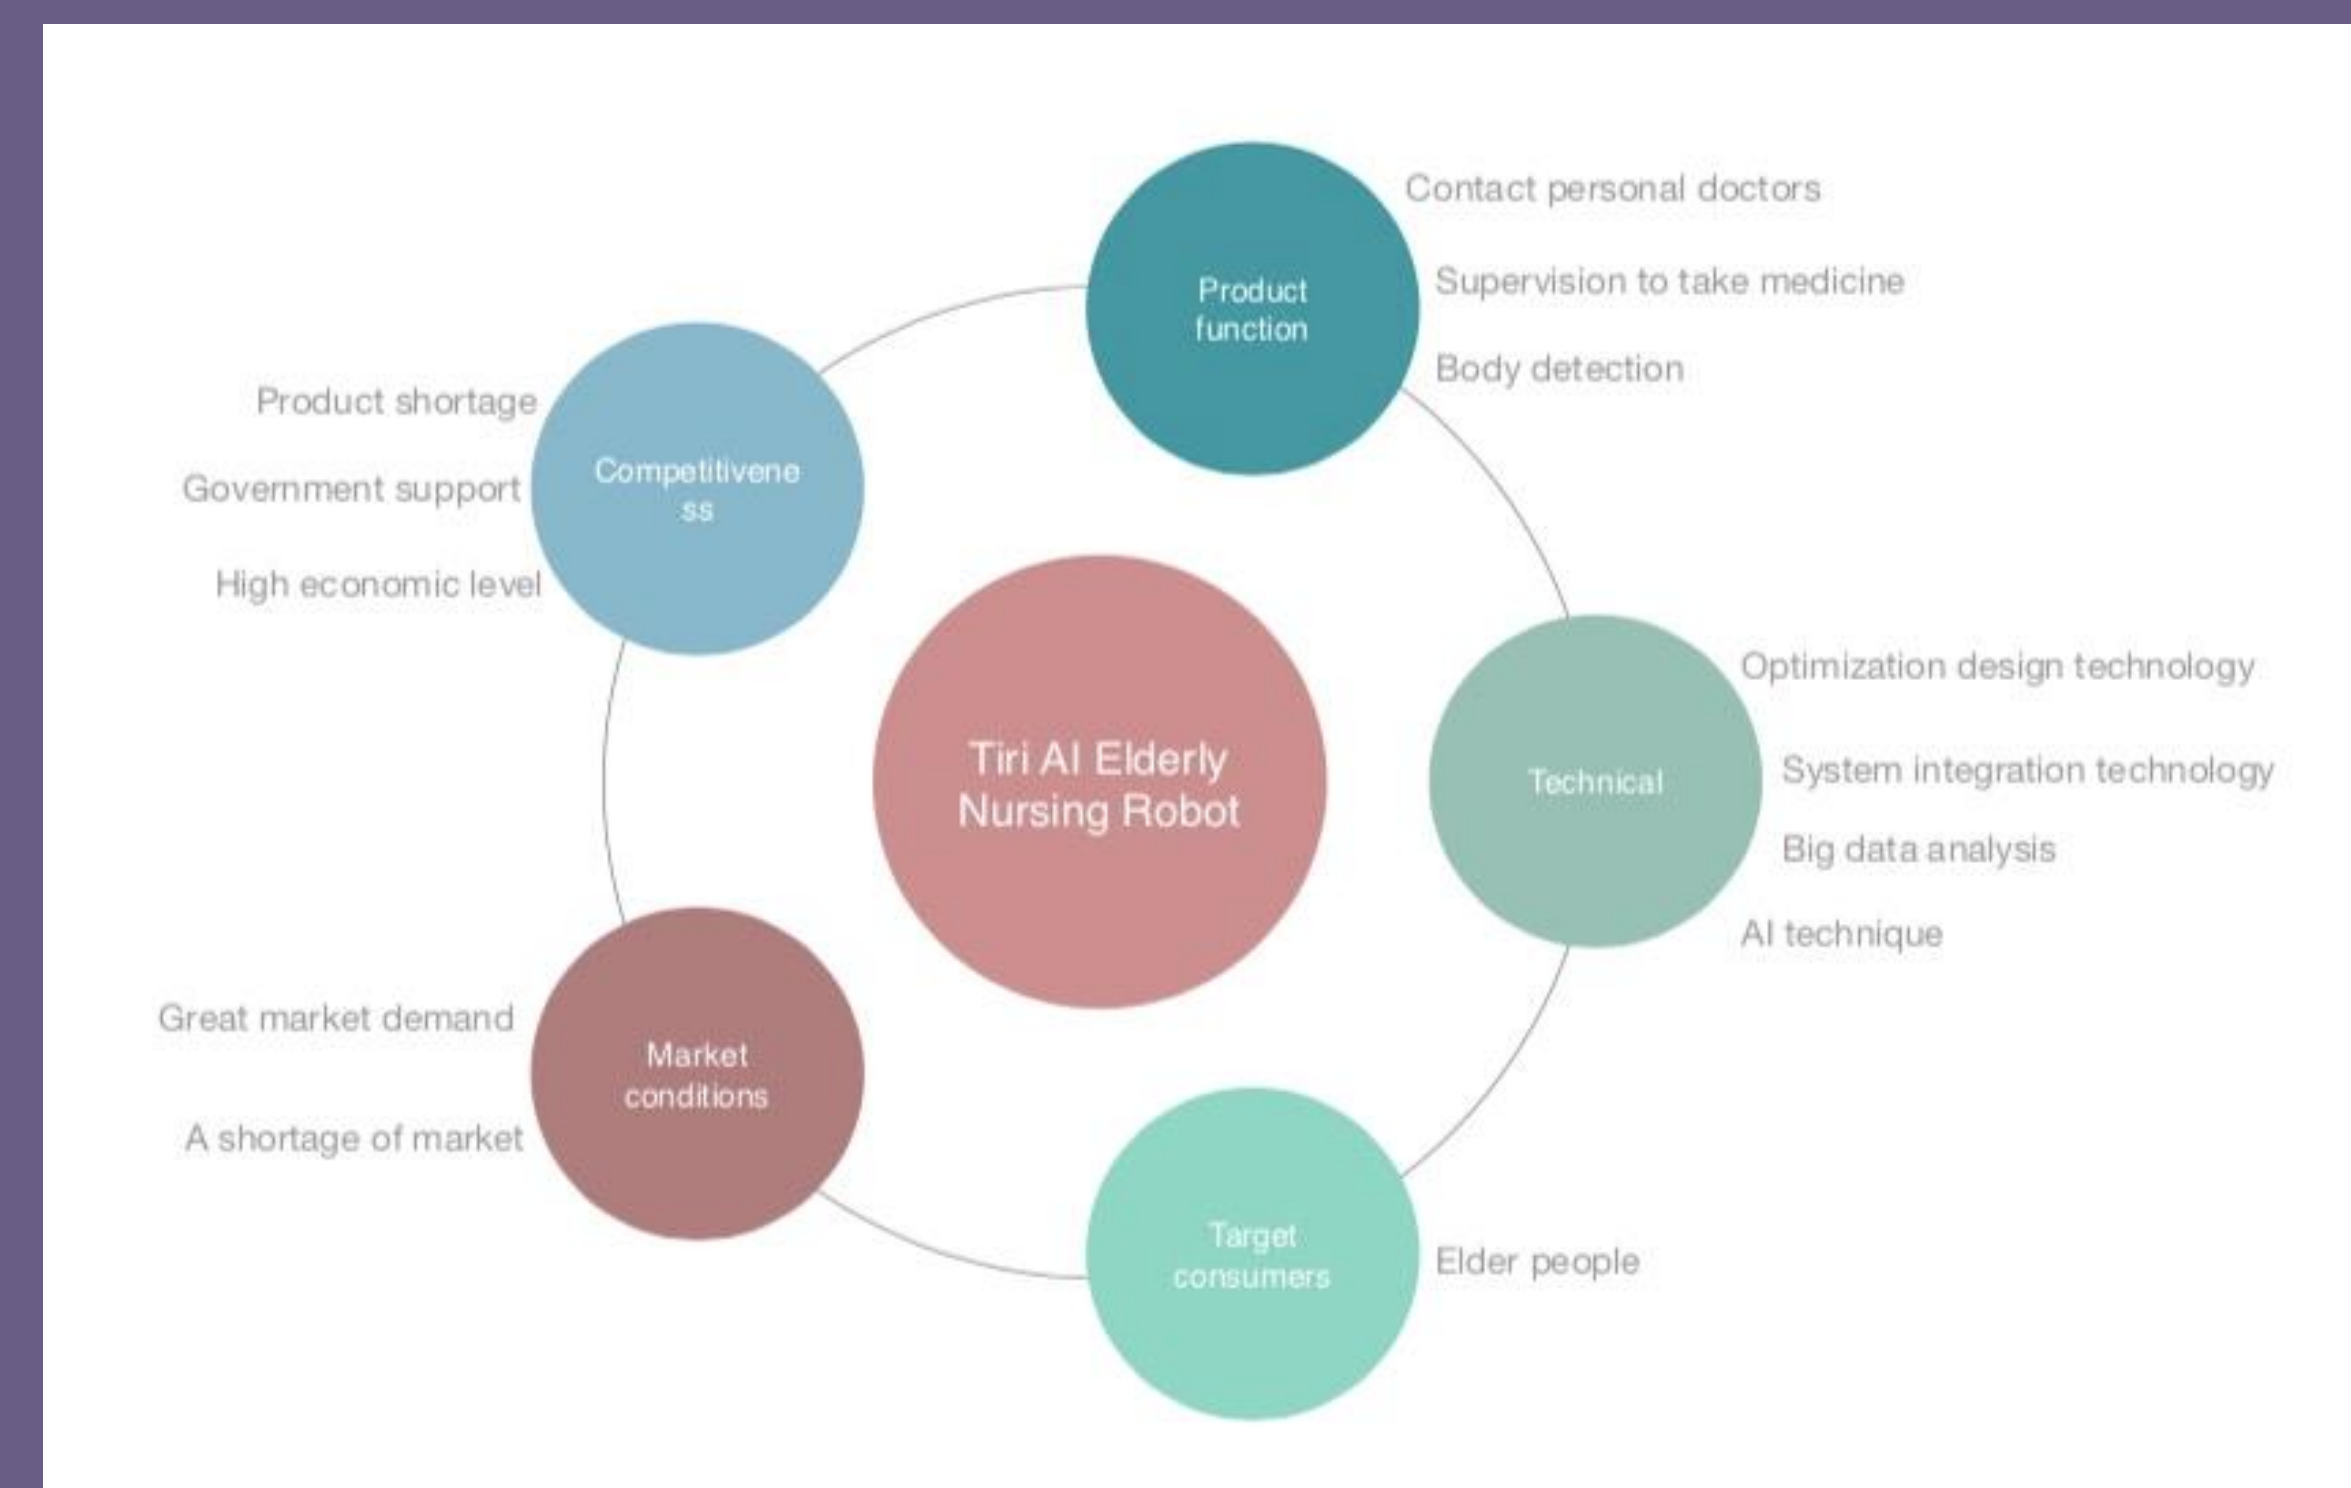 Product
function
Contact personal doctors
Supervision to take medicine
Body detection
Technical
Optimization design technology
System integration technology
Big data analysis
AI technique
Target
consumers
Elder people
Market
conditions
Great market demand
A shortage of market
Competitivene
ss
Product shortage
Government support
High economic level
Tiri AI Elderly
Nursing Robot